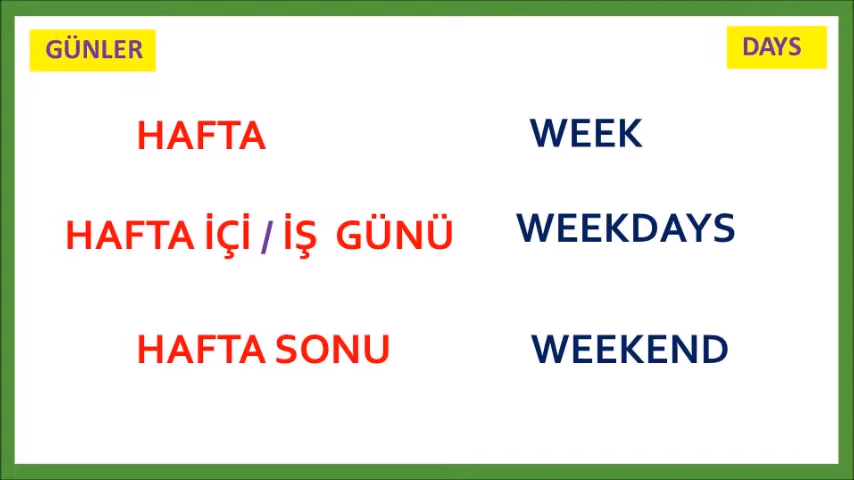 GÜNLER DAYS
HAFTA WEEK
HAFTA İÇİ / İŞ GÜNÜ WEEKDAYS
HAFTA SONU WEEKEND